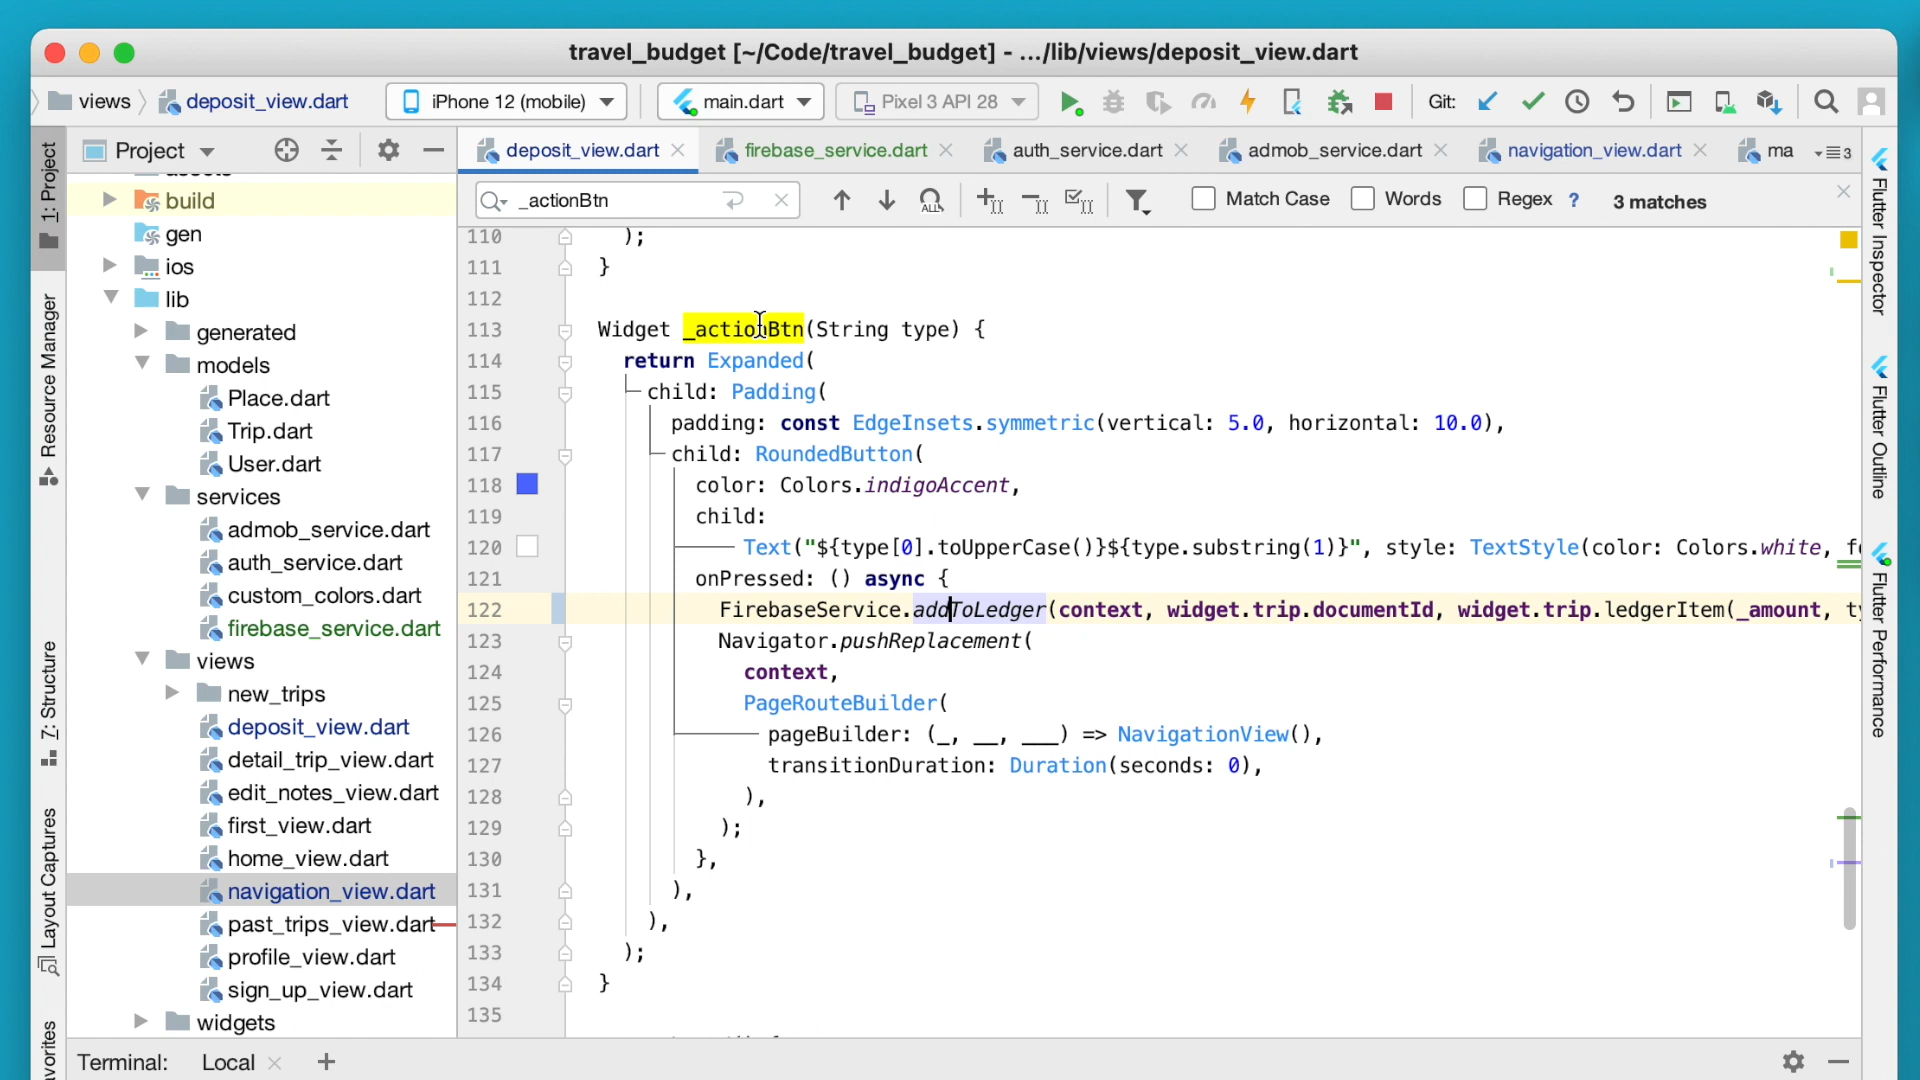 travel_budget [~/Code/travel_budget] - .../lib/views/deposit_view.dart
views deposit_view.dart iPhone 12 (mobile) main.dart Pixel 3 API 28 Git:
Project deposit_view.dart firebase_service.dart auth_service.dart admob_service.dart navigation_view.dart ma 3
_actionBtn ALL Match Case Words Regex ? 3 matches
1: Project
Resource Manager
7: Structure
Layout Captures
build
gen
ios
lib
generated
models
Place.dart
Trip.dart
User.dart
services
admob_service.dart
auth_service.dart
custom_colors.dart
firebase_service.dart
views
new_trips
deposit_view.dart
detail_trip_view.dart
edit_notes_view.dart
first_view.dart
home_view.dart
navigation_view.dart
past_trips_view.dart
profile_view.dart
sign_up_view.dart
widgets
110 );
111 }
112
113 Widget _actionBtn(String type) {
114 return Expanded(
115 child: Padding(
116 padding: const EdgeInsets.symmetric(vertical: 5.0, horizontal: 10.0),
117 child: RoundedButton(
118 color: Colors.indigoAccent,
119 child:
120 Text("${type[0].toUpperCase()}${type.substring(1)}", style: TextStyle(color: Colors.white,
121 onPressed: () async {
122 FirebaseService.addToLedger(context, widget.trip.documentId, widget.trip.ledgerItem(_amount,
123 Navigator.pushReplacement(
124 context,
125 PageRouteBuilder(
126 pageBuilder: (_, __, ___) => NavigationView(),
127 transitionDuration: Duration(seconds: 0),
128 ),
129 );
130 },
131 ),
132 ),
133 );
134 }
135
Flutter Inspector
Flutter Outline
Flutter Performance
Terminal: Local +